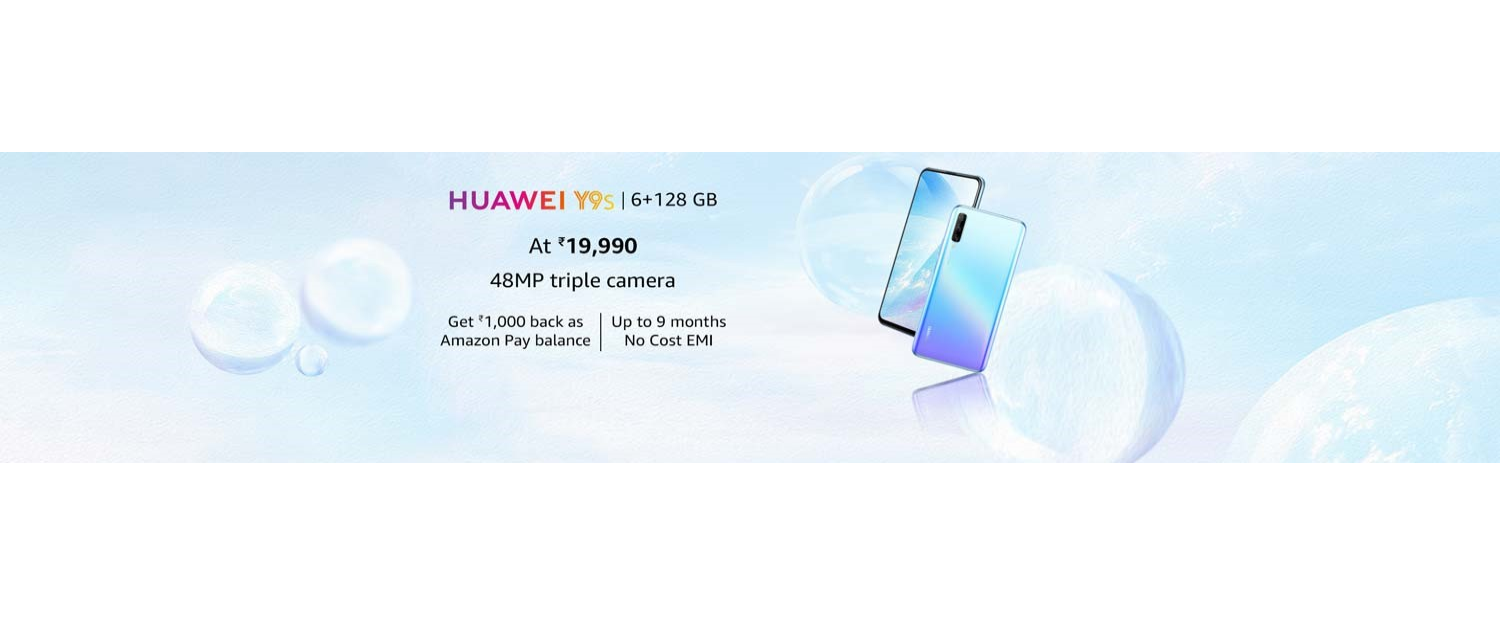 HUAWEI Y9s | 6+128 GB
At ₹19,990
48MP triple camera
Get ₹1,000 back as
Amazon Pay balance
Up to 9 months
No Cost EMI